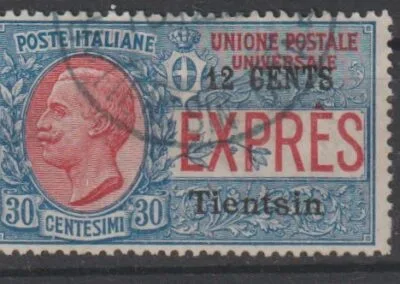 POSTE ITALIANE
UNIONE POSTALE
UNIVERSALE
12 CENTS
EXPRÈS
Tientsin
30 CENTESIMI 30